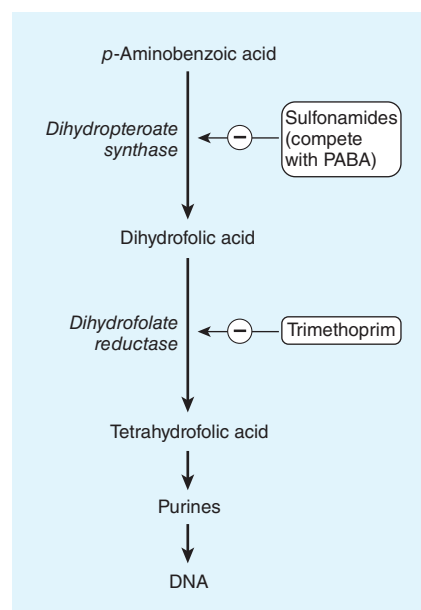 p-Aminobenzoic acid
Dihydropteroate
synthase
−
Sulfonamides
(compete
with PABA)
Dihydrofolic acid
Dihydrofolate
reductase
−
Trimethoprim
Tetrahydrofolic acid
Purines
DNA